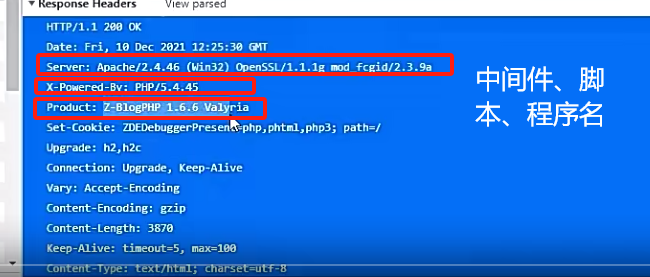 Response Headers View parsed
HTTP/1.1 200 OK
Date: Fri, 10 Dec 2021 12:25:30 GMT
Server: Apache/2.4.46 (Win32) OpenSSL/1.1.1g mod_fcgid/2.3.9a
X-Powered-By: PHP/5.4.45
Product: Z-BlogPHP 1.6.6 Valyria
Set-Cookie: ZDEDebuggerPresent=php,phtml,php3; path=/
Upgrade: h2,h2c
Connection: Upgrade, Keep-Alive
Vary: Accept-Encoding
Content-Encoding: gzip
Content-Length: 3870
Keep-Alive: timeout=5, max=100
Content-Type: text/html; charset=utf-8
中间件、脚
本、程序名